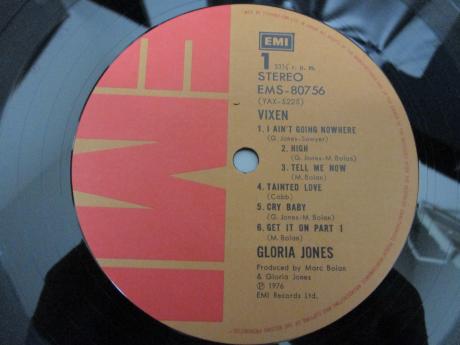 EMI
EMI
1 33⅓ r. p. m.
STEREO
EMS-80756
(YAX-5225)
VIXEN
1. I AIN'T GOING NOWHERE
(G. Jones-Sawyer)
2. HIGH
(G. Jones-M. Bolan)
3. TELL ME NOW
(M. Bolan)
4. TAINTED LOVE
(Cobb)
5. CRY BABY
(G. Jones-M. Bolan)
6. GET IT ON PART 1
(M. Bolan)
GLORIA JONES
Produced by Marc Bolan
& Gloria Jones
Ⓟ 1976
EMI Records Ltd.